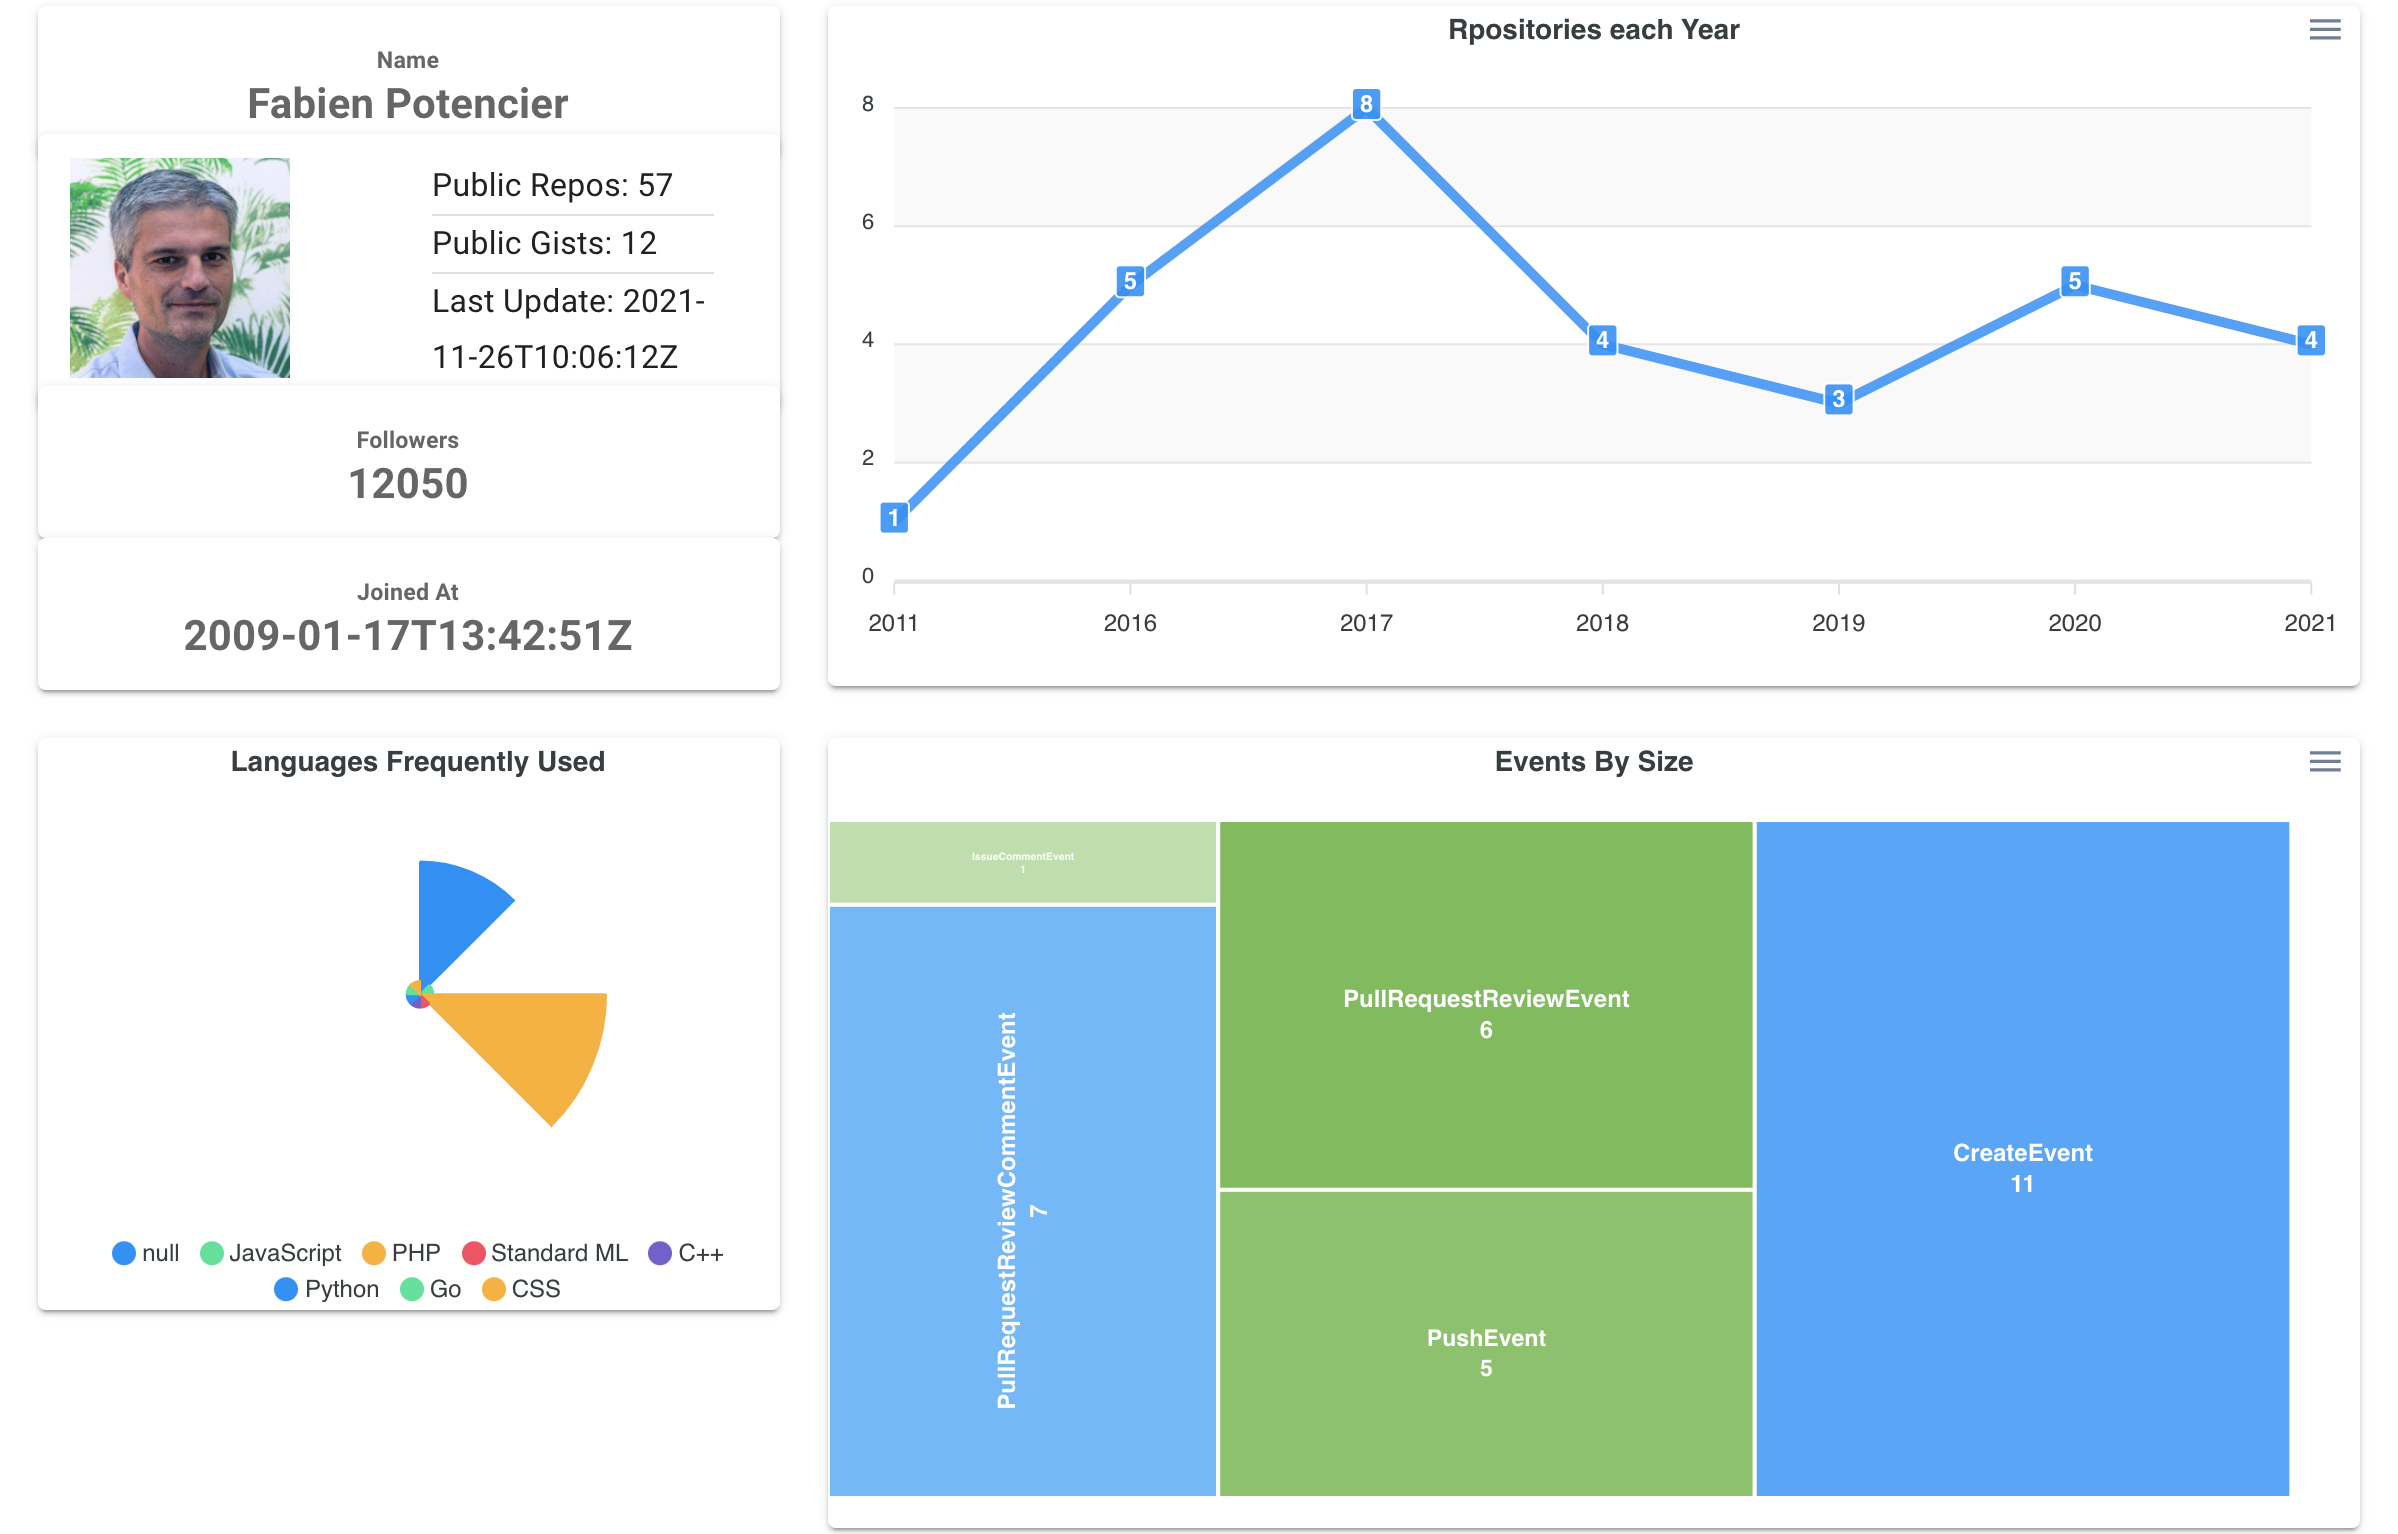 Name
Fabien Potencier
Public Repos: 57
Public Gists: 12
Last Update: 2021-
11-26T10:06:12Z
Followers
12050
Joined At
2009-01-17T13:42:51Z
Rpositories each Year
8
6
4
2
0
1
5
8
4
3
5
4
2011 2016 2017 2018 2019 2020 2021
Languages Frequently Used
null JavaScript PHP Standard ML C++
Python Go CSS
Events By Size
IssueCommentEvent
1
PullRequestReviewCommentEvent
7
PullRequestReviewEvent
6
PushEvent
5
CreateEvent
11